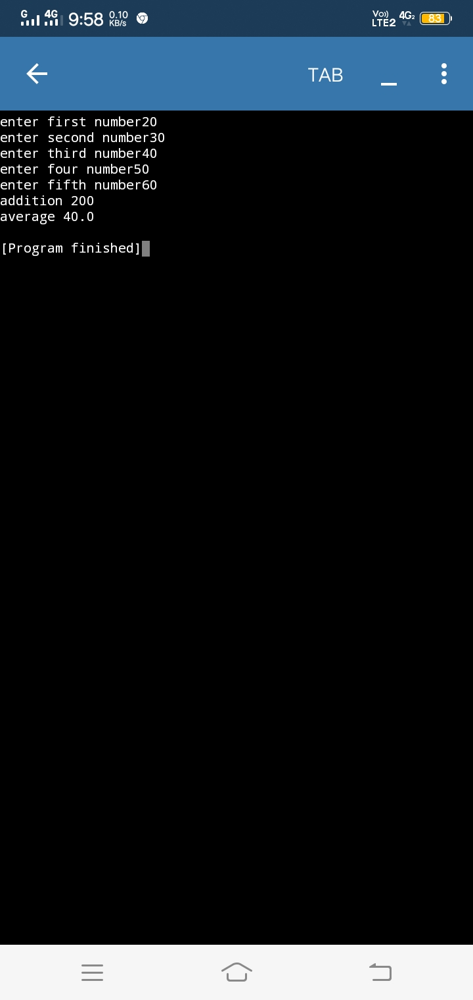 G 4G 9:58 0.10 KB/s Vo)) LTE2 4G2 83
TAB
enter first number20
enter second number30
enter third number40
enter four number50
enter fifth number60
addition 200
average 40.0
[Program finished]